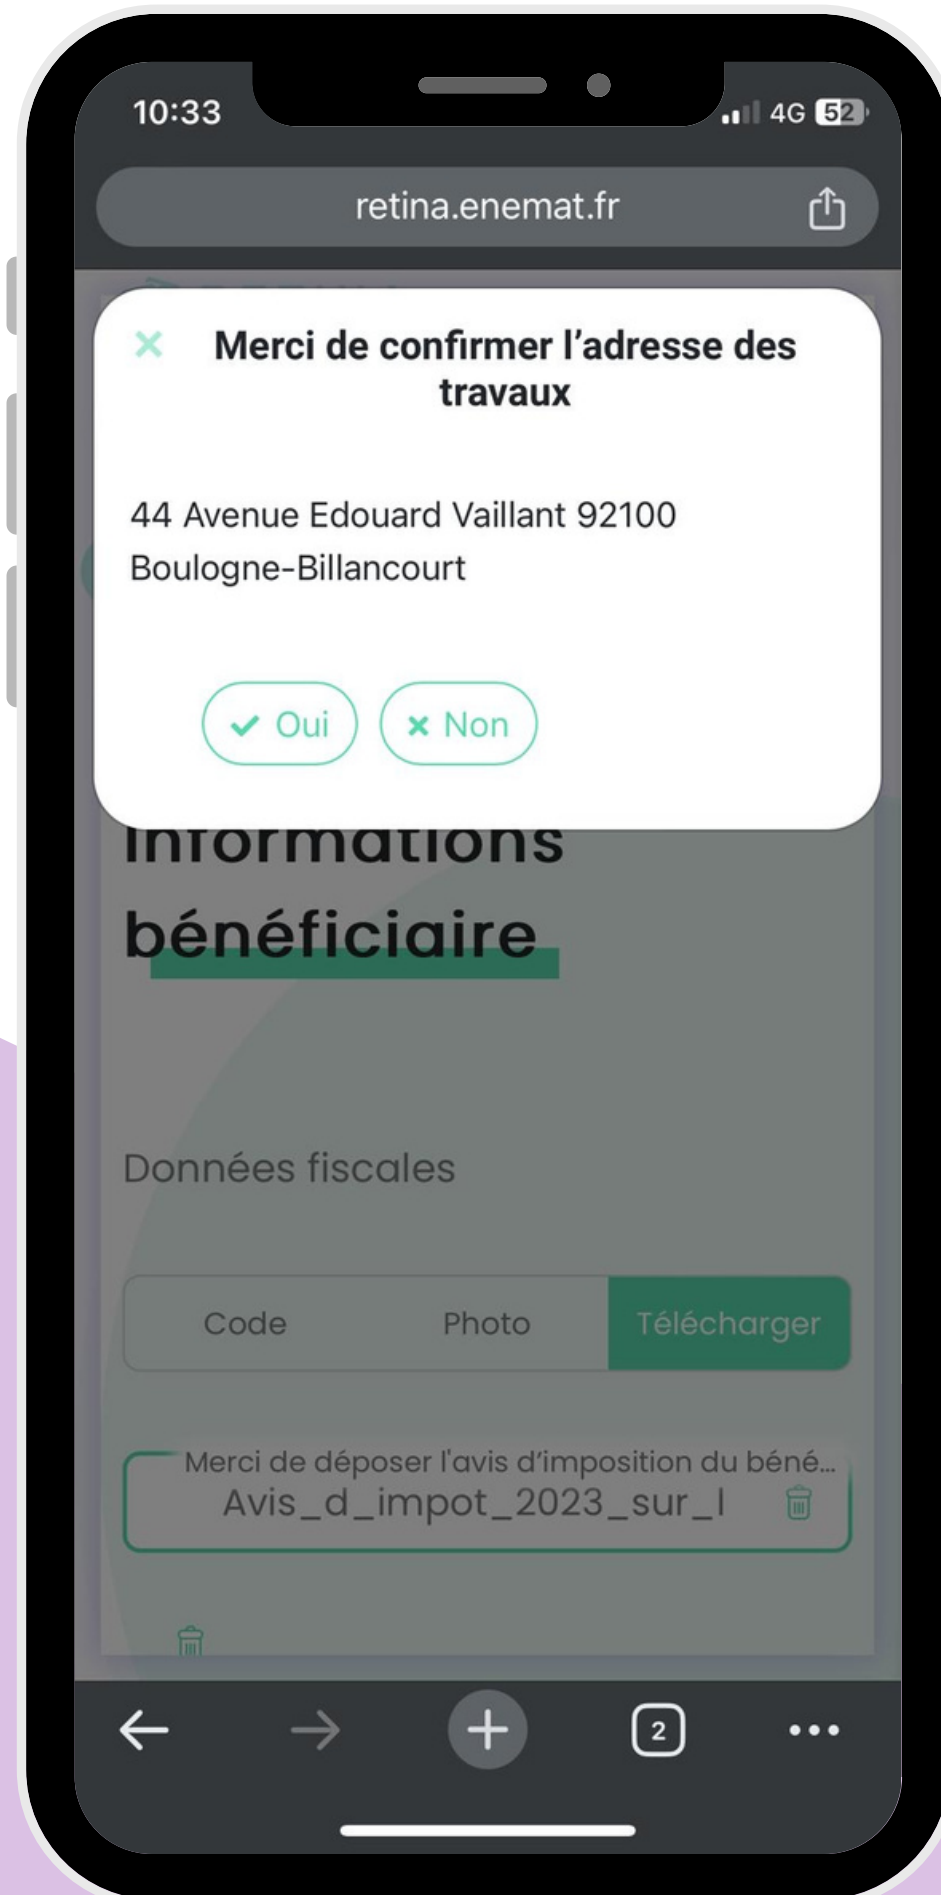 10:33
4G 52
retina.enemat.fr
Merci de confirmer l’adresse des
travaux
44 Avenue Edouard Vaillant 92100
Boulogne-Billancourt
Oui
Non
Informations
bénéficiaire
Données fiscales
Code
Photo
Télécharger
Merci de déposer l'avis d’imposition du béné...
Avis_d_impot_2023_sur_l
2